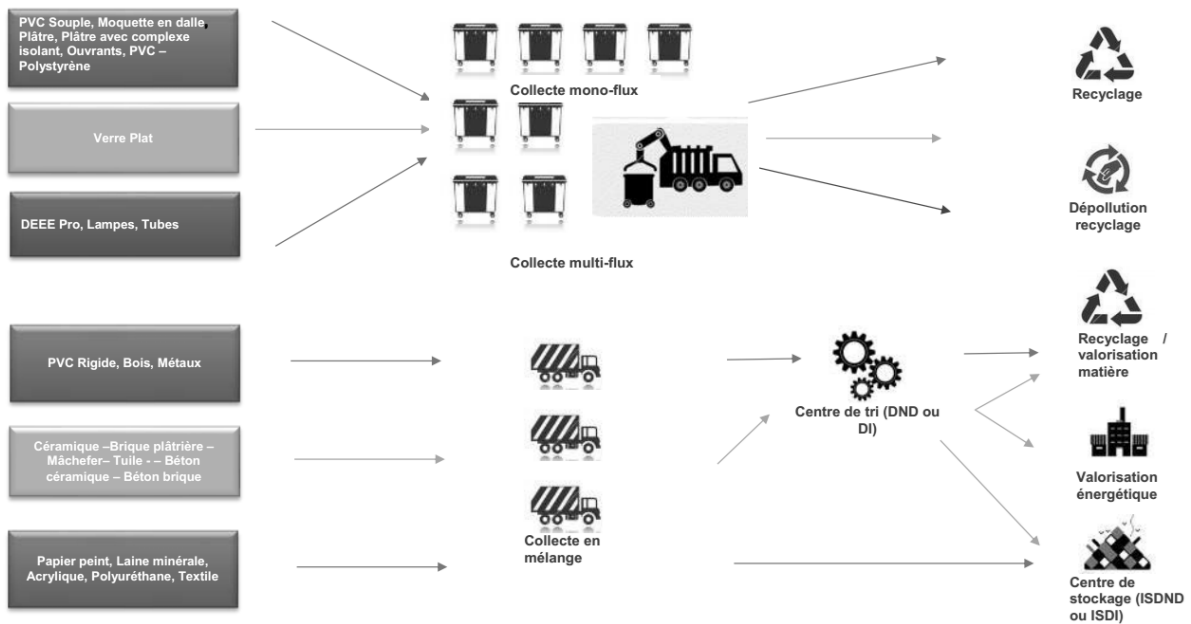 PVC Souple, Moquette en dalle,
Plâtre, Plâtre avec complexe
isolant, Ouvrants, PVC –
Polystyrène
Verre Plat
DEEE Pro, Lampes, Tubes
Collecte mono-flux
Collecte multi-flux
Recyclage
Dépollution
recyclage
PVC Rigide, Bois, Métaux
Céramique –Brique plâtrière –
Mâchefer– Tuile - – Béton
céramique – Béton brique
Papier peint, Laine minérale,
Acrylique, Polyuréthane, Textile
Collecte en
mélange
Centre de tri (DND ou
DI)
Recyclage /
valorisation
matière
Valorisation
énergétique
Centre de
stockage (ISDND
ou ISDI)